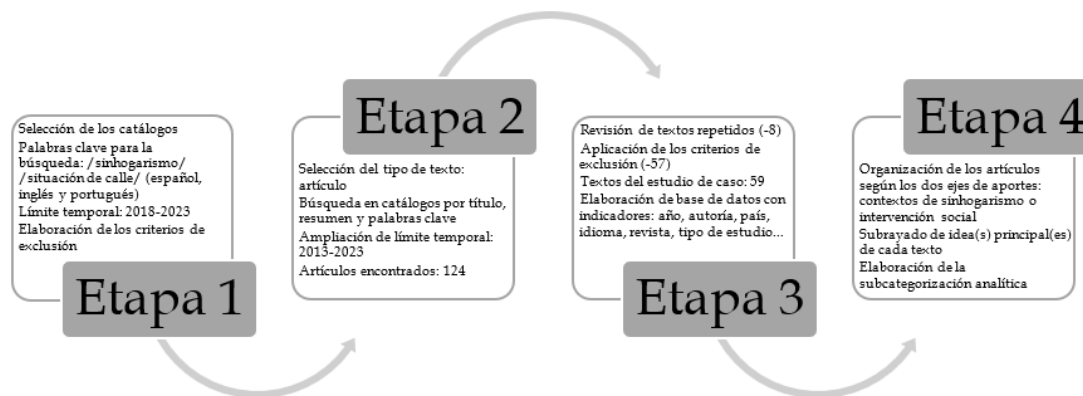 Selección de los catálogos
Palabras clave para la
búsqueda: /sinhogarismo/
/situación de calle/ (español,
inglés y portugués)
Límite temporal: 2018-2023
Elaboración de los criterios de
exclusión
Etapa 1
Etapa 2
Selección del tipo de texto:
artículo
Búsqueda en catálogos por título,
resumen y palabras clave
Ampliación de límite temporal:
2013-2023
Artículos encontrados: 124
Revisión de textos repetidos (-8)
Aplicación de los criterios de
exclusión (-57)
Textos del estudio de caso: 59
Elaboración de base de datos con
indicadores: año, autoría, país,
idioma, revista, tipo de estudio...
Etapa 3
Etapa 4
Organización de los artículos
según los dos ejes de aportes:
contextos de sinhogarismo o
intervención social
Subrayado de idea(s) principal(es)
de cada texto
Elaboración de la
subcategorización analítica